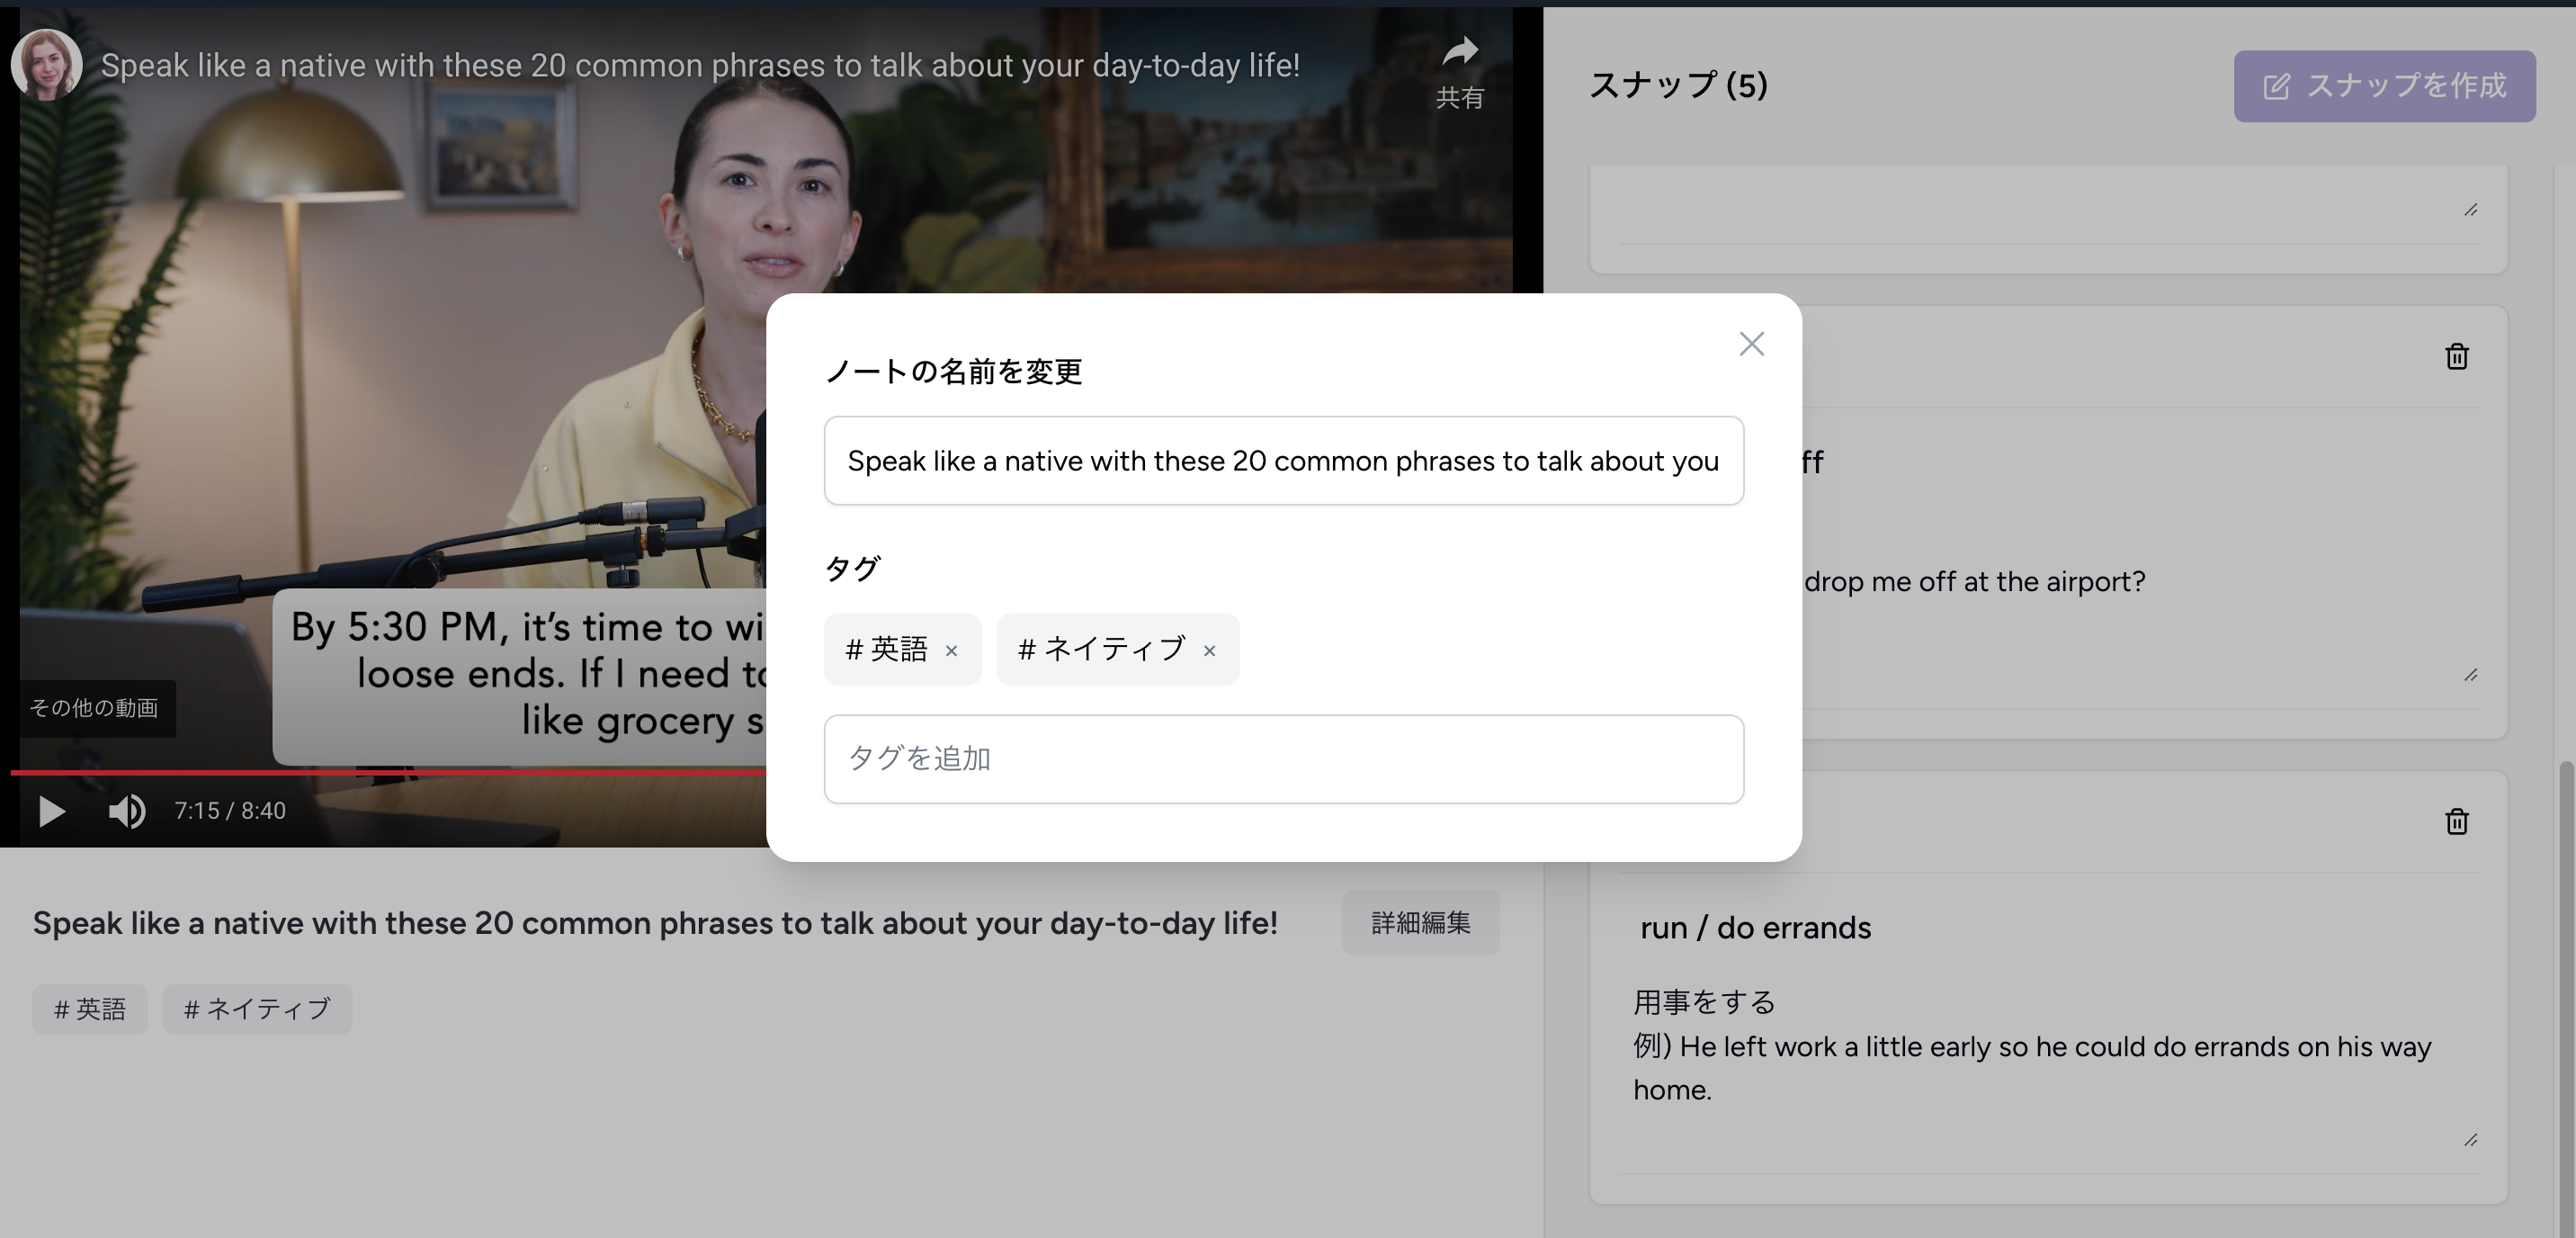 Speak like a native with these 20 common phrases to talk about your day-to-day life!
共有
スナップ (5)
スナップを作成
ノートの名前を変更
Speak like a native with these 20 common phrases to talk about you
タグ
# 英語 ×
# ネイティブ ×
タグを追加
ff
drop me off at the airport?
By 5:30 PM, it's time to wi
loose ends. If I need to
like grocery s
その他の動画
7:15 / 8:40
Speak like a native with these 20 common phrases to talk about your day-to-day life!
詳細編集
# 英語
# ネイティブ
run / do errands
用事をする
例) He left work a little early so he could do errands on his way
home.